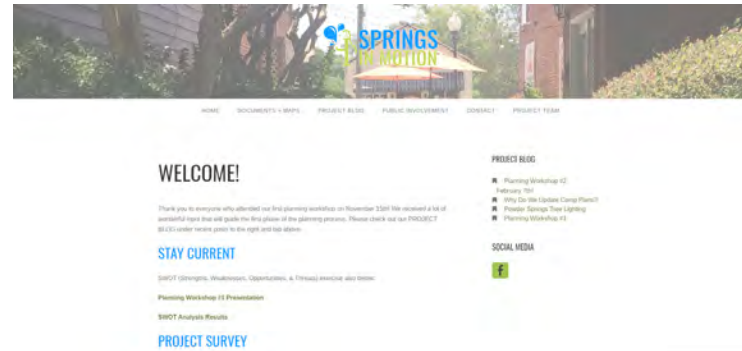 SPRINGS
IN MOTION
HOME DOCUMENTS + MAPS PROJECT BLOG PUBLIC INVOLVEMENT CONTACT PROJECT TEAM
WELCOME!
Thank you to everyone who attended our first planning workshop on November 15th! We received a lot of
wonderful input that will guide the first phase of the planning process. Please check out our PROJECT
BLOG under recent posts to the right and tab above.
STAY CURRENT
SWOT (Strengths, Weaknesses, Opportunities, & Threats) exercise also below:
Planning Workshop #1 Presentation
SWOT Analysis Results
PROJECT SURVEY
PROJECT BLOG
Planning Workshop #2
February 7th!
Why Do We Update Comp Plans?
Powder Springs Tree Lighting
Planning Workshop #1
SOCIAL MEDIA
f